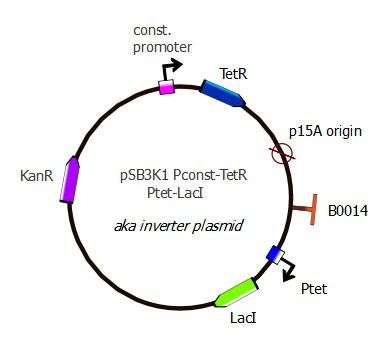 const.
promoter
TetR
p15A origin
KanR
pSB3K1 Pconst-TetR
Ptet-LacI
aka inverter plasmid
B0014
Ptet
LacI